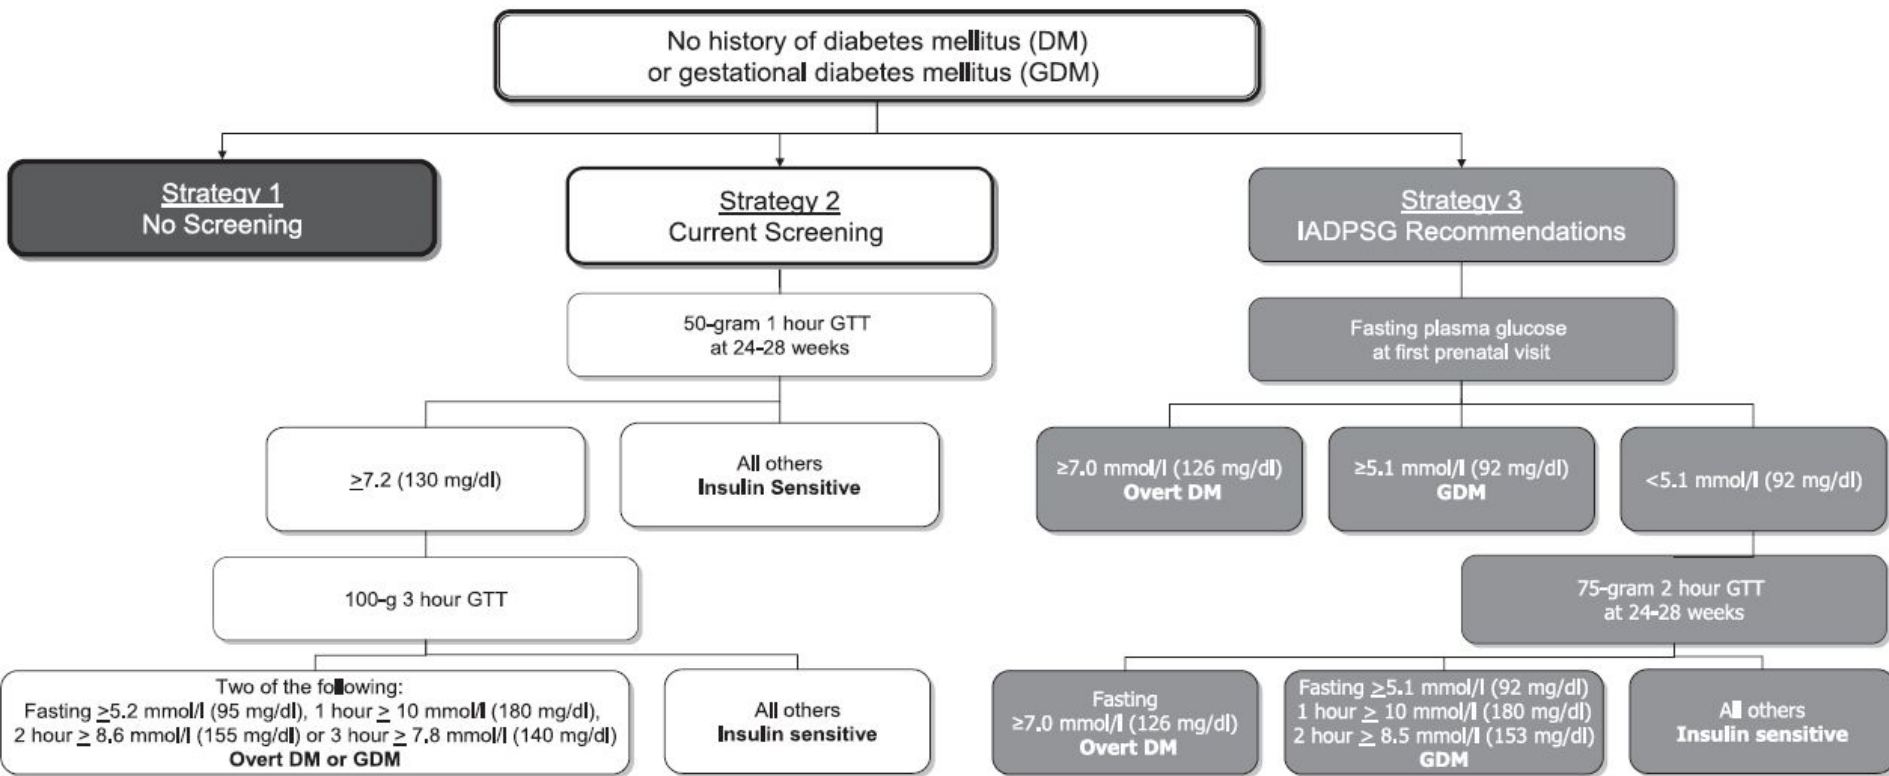 No history of diabetes mellitus (DM)
or gestational diabetes mellitus (GDM)
Strategy 1
No Screening
Strategy 2
Current Screening
Strategy 3
IADPSG Recommendations
50-gram 1 hour GTT
at 24-28 weeks
Fasting plasma glucose
at first prenatal visit
≥7.2 (130 mg/dl)
All others
Insulin Sensitive
≥7.0 mmol/l (126 mg/dl)
Overt DM
≥5.1 mmol/l (92 mg/dl)
GDM
<5.1 mmol/l (92 mg/dl)
100-g 3 hour GTT
75-gram 2 hour GTT
at 24-28 weeks
Two of the following:
Fasting ≥5.2 mmol/l (95 mg/dl), 1 hour ≥ 10 mmol/l (180 mg/dl),
2 hour ≥ 8.6 mmol/l (155 mg/dl) or 3 hour ≥ 7.8 mmol/l (140 mg/dl)
Overt DM or GDM
All others
Insulin sensitive
Fasting
≥7.0 mmol/l (126 mg/dl)
Overt DM
Fasting ≥5.1 mmol/l (92 mg/dl)
1 hour ≥ 10 mmol/l (180 mg/dl)
2 hour ≥ 8.5 mmol/l (153 mg/dl)
GDM
All others
Insulin sensitive